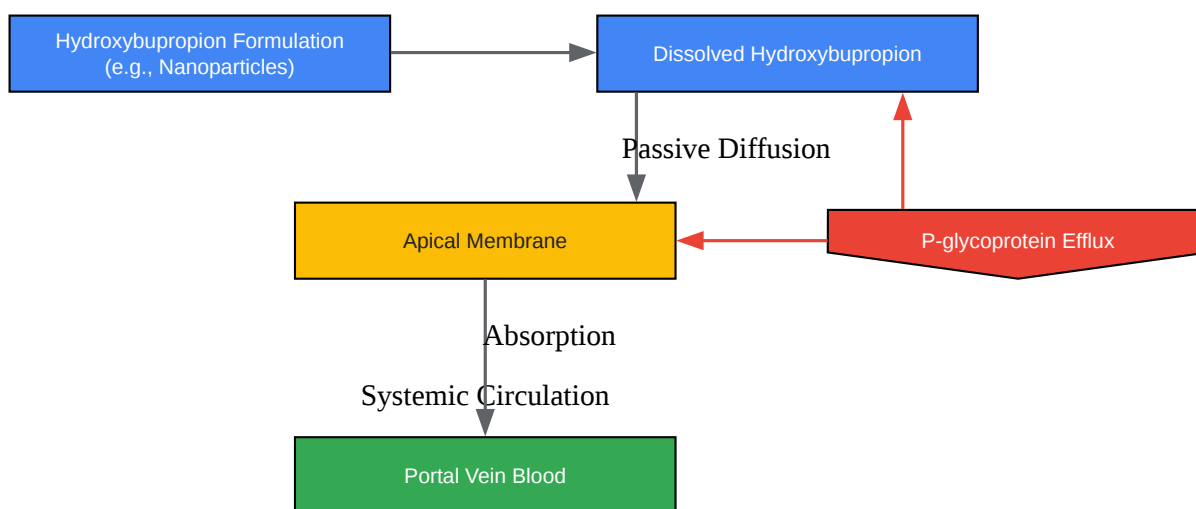 Hydroxybupropion Formulation
(e.g., Nanoparticles)
Dissolved Hydroxybupropion
Passive Diffusion
Apical Membrane
P-glycoprotein Efflux
Absorption
Systemic Circulation
Portal Vein Blood